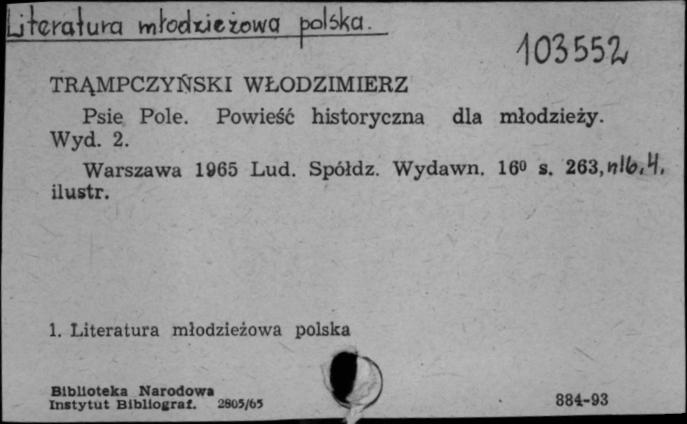 Literatura młodzieżowa polska.
103552
TRĄMPCZYŃSKI WŁODZIMIERZ
Psie Pole. Powieść historyczna dla młodzieży.
Wyd. 2.
Warszawa 1965 Lud. Spółdz. Wydawn. 16⁰ s. 263, nlb. 4.
ilustr.
1. Literatura młodzieżowa polska
Biblioteka Narodowa
Instytut Bibliograf. 2805/65
884-93